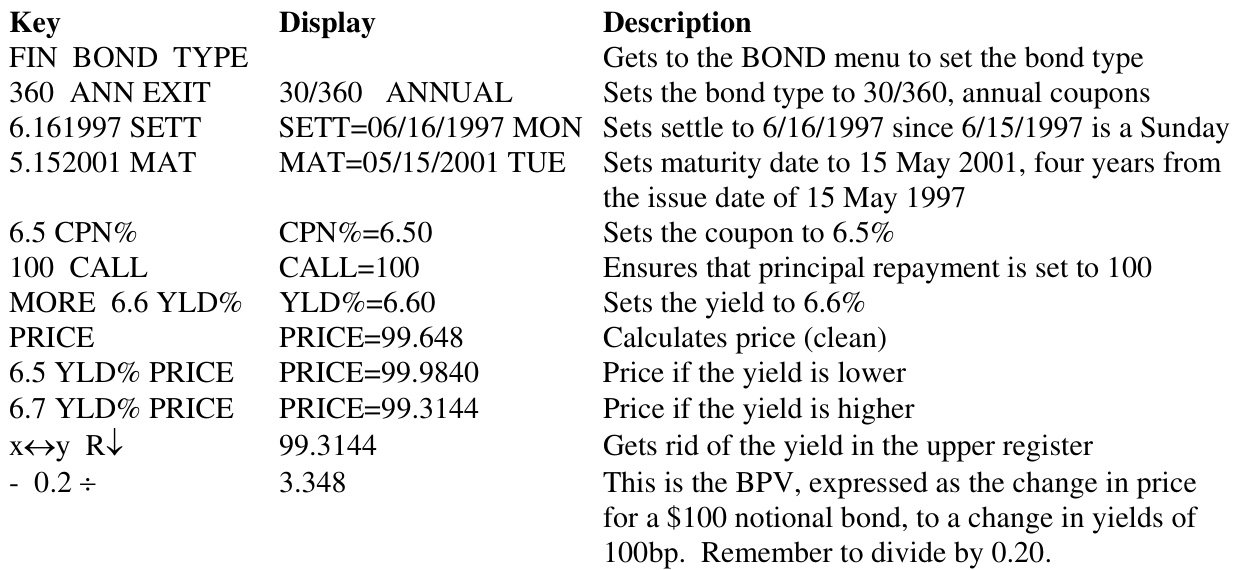 Key Display Description
FIN BOND TYPE Gets to the BOND menu to set the bond type
360 ANN EXIT 30/360 ANNUAL Sets the bond type to 30/360, annual coupons
6.161997 SETT SETT=06/16/1997 MON Sets settle to 6/16/1997 since 6/15/1997 is a Sunday
5.152001 MAT MAT=05/15/2001 TUE Sets maturity date to 15 May 2001, four years from
the issue date of 15 May 1997
6.5 CPN% CPN%=6.50 Sets the coupon to 6.5%
100 CALL CALL=100 Ensures that principal repayment is set to 100
MORE 6.6 YLD% YLD%=6.60 Sets the yield to 6.6%
PRICE PRICE=99.648 Calculates price (clean)
6.5 YLD% PRICE PRICE=99.9840 Price if the yield is lower
6.7 YLD% PRICE PRICE=99.3144 Price if the yield is higher
x↔y R↓ 99.3144 Gets rid of the yield in the upper register
- 0.2 ÷ 3.348 This is the BPV, expressed as the change in price
for a $100 notional bond, to a change in yields of
100bp. Remember to divide by 0.20.